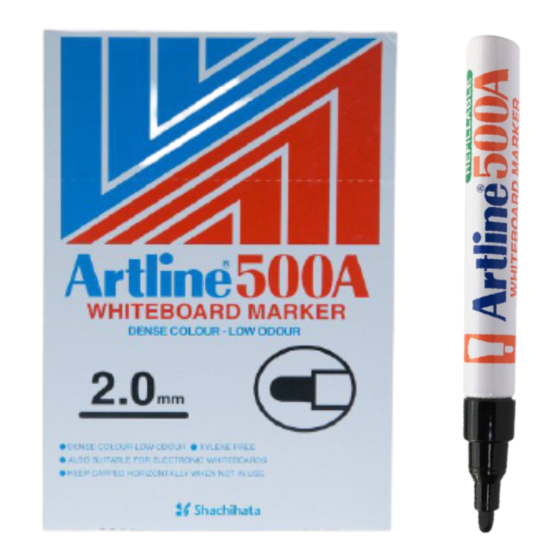 Artline® 500A
WHITEBOARD MARKER
DENSE COLOUR - LOW ODOUR
2.0mm
● DENSE COLOUR-LOW ODOUR ● XYLENE FREE
● ALSO SUITABLE FOR ELECTRONIC WHITEBOARDS
● KEEP CAPPED HORIZONTALLY WHEN NOT IN USE
Shachihata
REFILLABLE
Artline® 500A
WHITEBOARD MARKER